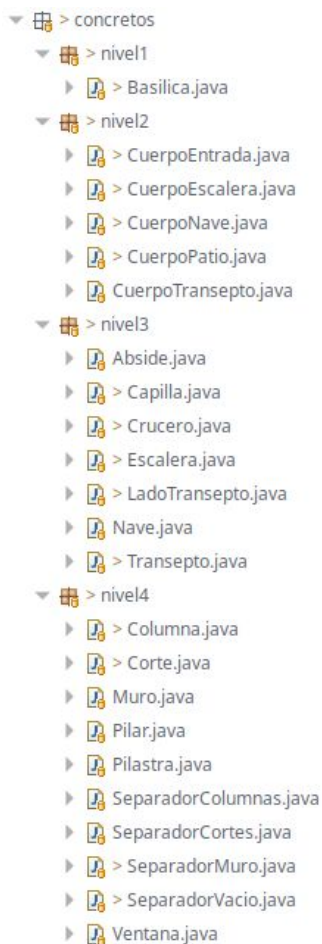 > concretos
> nivel1
> Basilica.java
> nivel2
> CuerpoEntrada.java
> CuerpoEscalera.java
> CuerpoNave.java
> CuerpoPatio.java
CuerpoTransepto.java
> nivel3
Abside.java
> Capilla.java
> Crucero.java
> Escalera.java
> LadoTransepto.java
Nave.java
> Transepto.java
> nivel4
> Columna.java
> Corte.java
Muro.java
Pilar.java
Pilastra.java
SeparadorColumnas.java
SeparadorCortes.java
> SeparadorMuro.java
> SeparadorVacio.java
Ventana.java